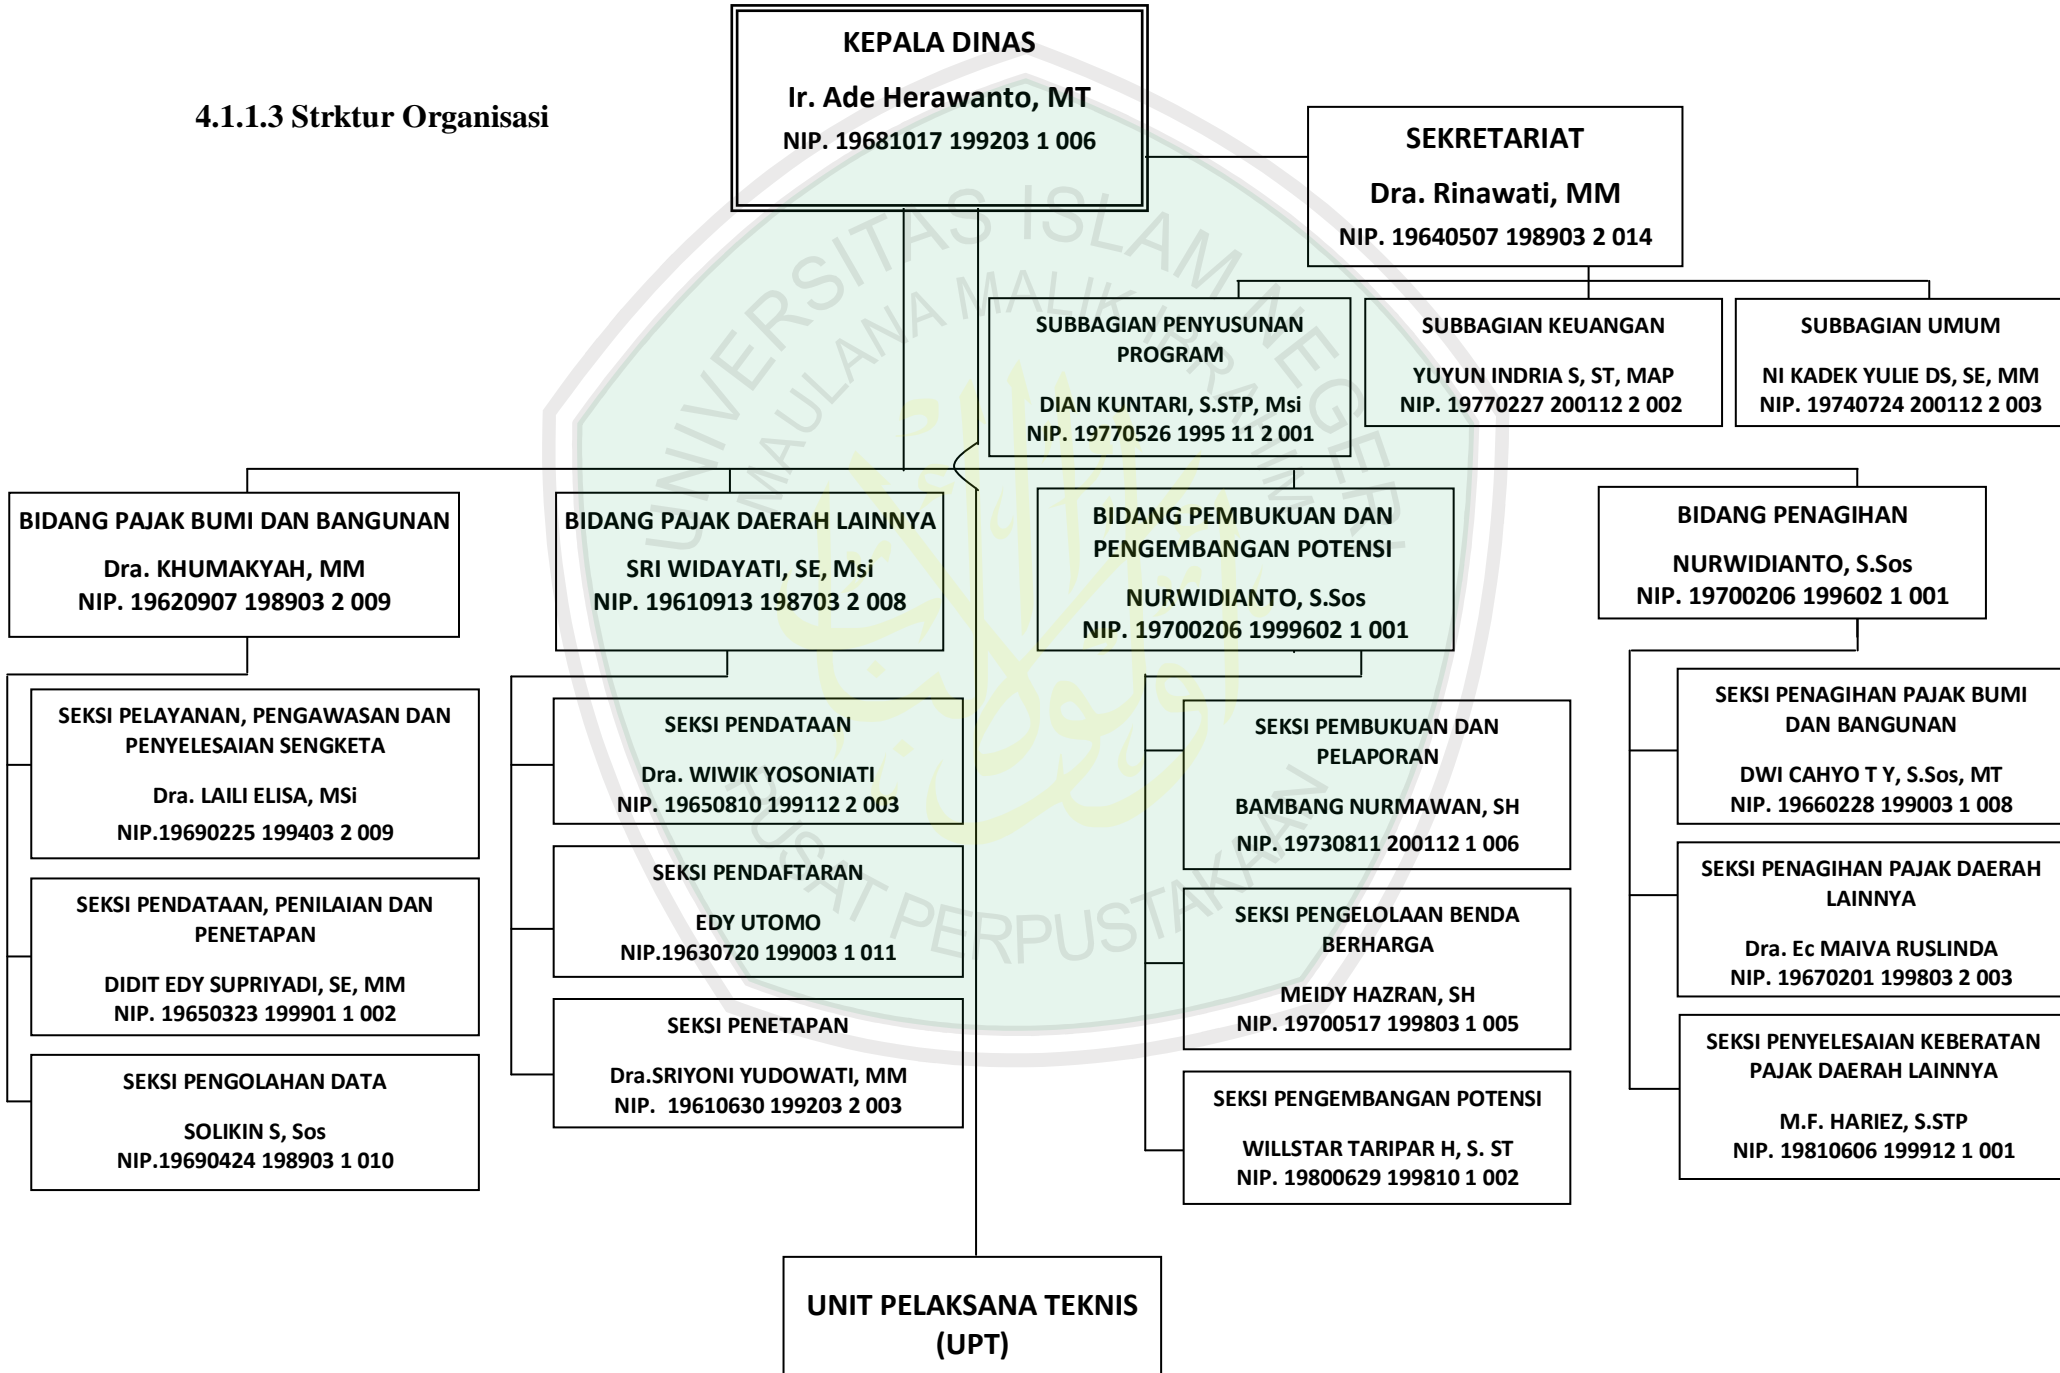 4.1.1.3 Strktur Organisasi
KEPALA DINAS
Ir. Ade Herawanto, MT
NIP. 19681017 199203 1 006
SEKRETARIAT
Dra. Rinawati, MM
NIP. 19640507 198903 2 014
SUBBAGIAN PENYUSUNAN
PROGRAM
DIAN KUNTARI, S.STP, Msi
NIP. 19770526 1995 11 2 001
SUBBAGIAN KEUANGAN
YUYUN INDRIA S, ST, MAP
NIP. 19770227 200112 2 002
SUBBAGIAN UMUM
NI KADEK YULIE DS, SE, MM
NIP. 19740724 200112 2 003
BIDANG PAJAK BUMI DAN BANGUNAN
Dra. KHUMAKYAH, MM
NIP. 19620907 198903 2 009
BIDANG PAJAK DAERAH LAINNYA
SRI WIDAYATI, SE, Msi
NIP. 19610913 198703 2 008
BIDANG PEMBUKUAN DAN
PENGEMBANGAN POTENSI
NURWIDIANTO, S.Sos
NIP. 19700206 1999602 1 001
BIDANG PENAGIHAN
NURWIDIANTO, S.Sos
NIP. 19700206 199602 1 001
SEKSI PELAYANAN, PENGAWASAN DAN
PENYELESAIAN SENGKETA
Dra. LAILI ELISA, MSi
NIP.19690225 199403 2 009
SEKSI PENDATAAN, PENILAIAN DAN
PENETAPAN
DIDIT EDY SUPRIYADI, SE, MM
NIP. 19650323 199901 1 002
SEKSI PENGOLAHAN DATA
SOLIKIN S, Sos
NIP.19690424 198903 1 010
SEKSI PENDATAAN
Dra. WIWIK YOSONIATI
NIP. 19650810 199112 2 003
SEKSI PENDAFTARAN
EDY UTOMO
NIP.19630720 199003 1 011
SEKSI PENETAPAN
Dra.SRIYONI YUDOWATI, MM
NIP. 19610630 199203 2 003
SEKSI PEMBUKUAN DAN
PELAPORAN
BAMBANG NURMAWAN, SH
NIP. 19730811 200112 1 006
SEKSI PENGELOLAAN BENDA
BERHARGA
MEIDY HAZRAN, SH
NIP. 19700517 199803 1 005
SEKSI PENGEMBANGAN POTENSI
WILLSTAR TARIPAR H, S. ST
NIP. 19800629 199810 1 002
SEKSI PENAGIHAN PAJAK BUMI
DAN BANGUNAN
DWI CAHYO T Y, S.Sos, MT
NIP. 19660228 199003 1 008
SEKSI PENAGIHAN PAJAK DAERAH
LAINNYA
Dra. Ec MAIVA RUSLINDA
NIP. 19670201 199803 2 003
SEKSI PENYELESAIAN KEBERATAN
PAJAK DAERAH LAINNYA
M.F. HARIEZ, S.STP
NIP. 19810606 199912 1 001
UNIT PELAKSANA TEKNIS
(UPT)
UNIVERSITAS ISLAM NEGERI
MAULANA MALIK IBRAHIM
PUSAT PERPUSTAKAAN